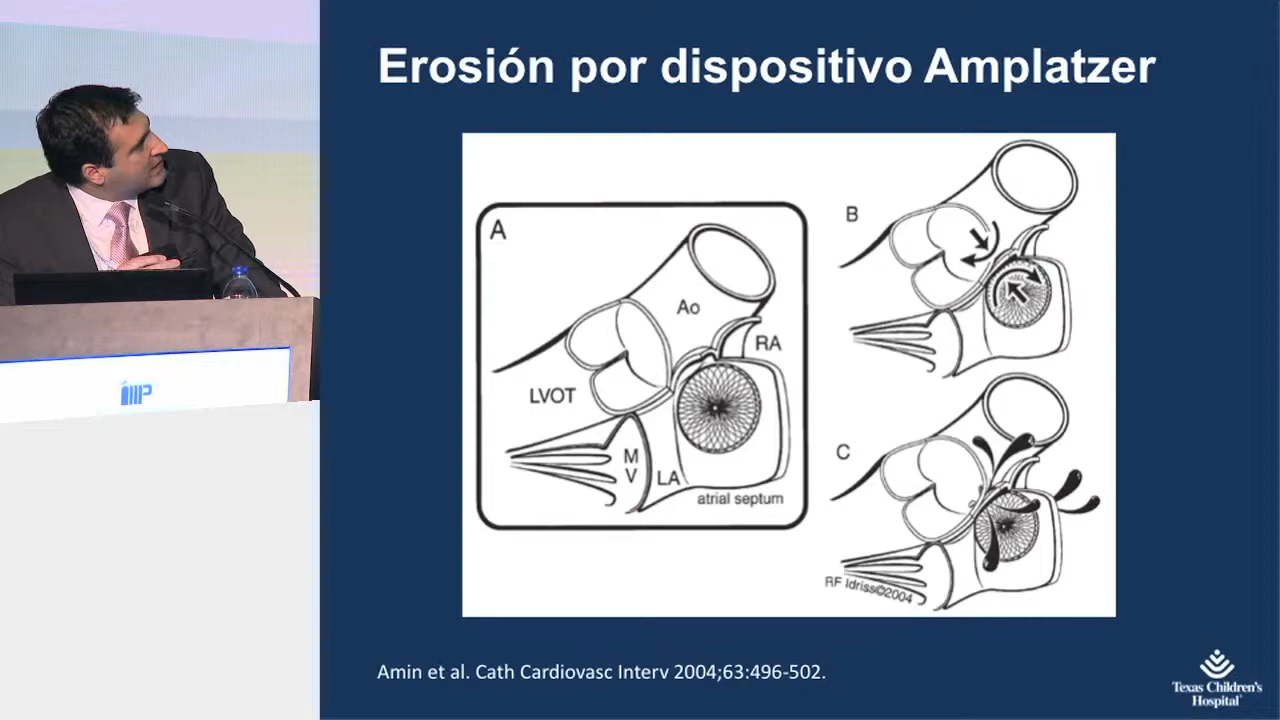 Erosión por dispositivo Amplatzer
A
Ao
RA
LVOT
M
V
LA
atrial septum
B
C
RF Idriss©2004
Amin et al. Cath Cardiovasc Interv 2004;63:496-502.
Texas Children's
Hospital